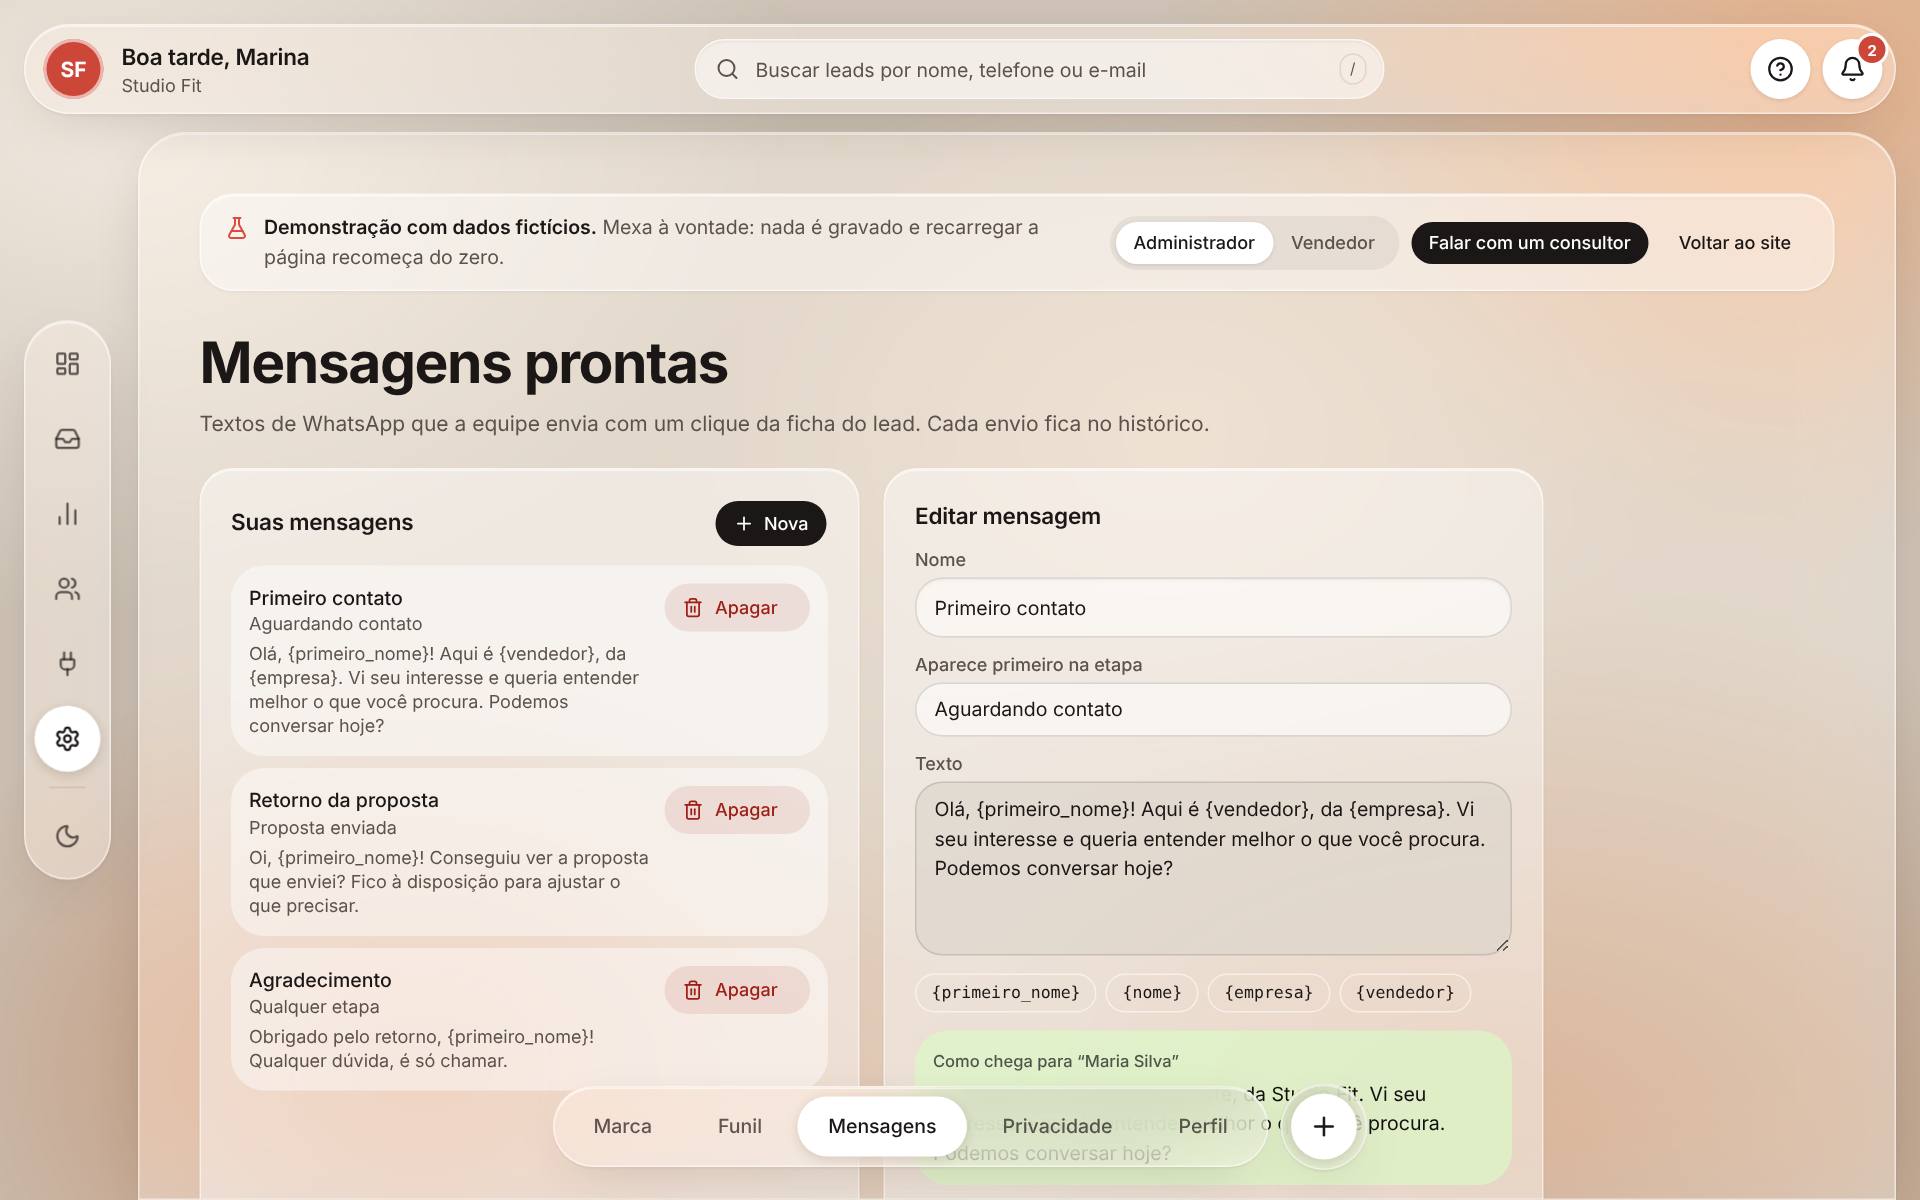 SF
Boa tarde, Marina
Studio Fit
Buscar leads por nome, telefone ou e-mail
/
2
Demonstração com dados fictícios. Mexa à vontade: nada é gravado e recarregar a
página recomeça do zero.
Administrador
Vendedor
Falar com um consultor
Voltar ao site
Mensagens prontas
Textos de WhatsApp que a equipe envia com um clique da ficha do lead. Cada envio fica no histórico.
Suas mensagens
Nova
Primeiro contato
Aguardando contato
Olá, {primeiro_nome}! Aqui é {vendedor}, da
{empresa}. Vi seu interesse e queria entender
melhor o que você procura. Podemos
conversar hoje?
Apagar
Retorno da proposta
Proposta enviada
Oi, {primeiro_nome}! Conseguiu ver a proposta
que enviei? Fico à disposição para ajustar o
que precisar.
Apagar
Agradecimento
Qualquer etapa
Obrigado pelo retorno, {primeiro_nome}!
Qualquer dúvida, é só chamar.
Apagar
Editar mensagem
Nome
Primeiro contato
Aparece primeiro na etapa
Aguardando contato
Texto
Olá, {primeiro_nome}! Aqui é {vendedor}, da {empresa}. Vi
seu interesse e queria entender melhor o que você procura.
Podemos conversar hoje?
{primeiro_nome}
{nome}
{empresa}
{vendedor}
Como chega para “Maria Silva”
da Studio Fit. Vi seu
entender melhor o procura.
Podemos conversar hoje?
Marca
Funil
Mensagens
Privacidade
Perfil